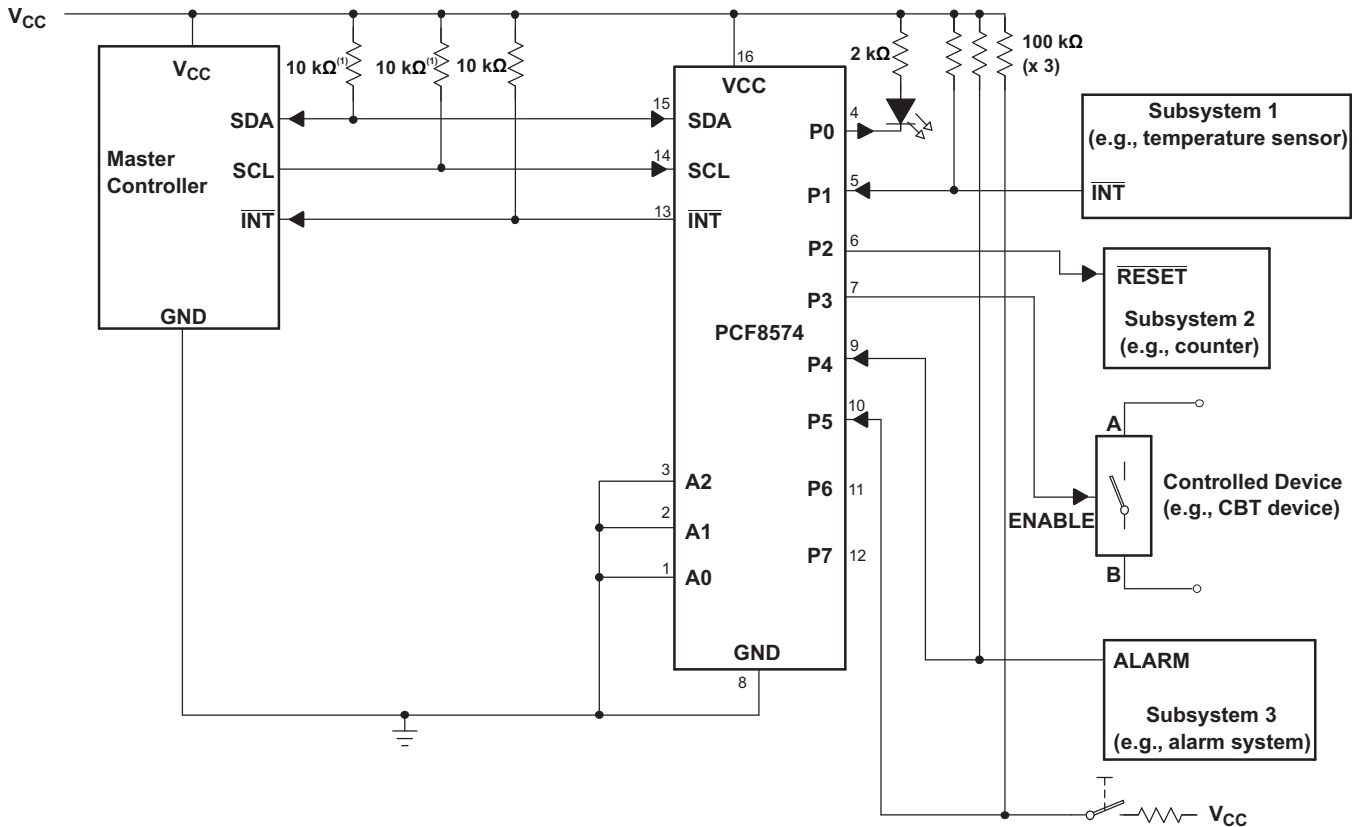 VCC
VCC
SDA
Master
Controller
SCL
INT
GND
10 kΩ(1)
10 kΩ(1)
10 kΩ
16
VCC
15
SDA
14
SCL
13
INT
PCF8574
3
A2
2
A1
1
A0
GND
8
P0
4
P1
5
P2
6
P3
7
P4
9
P5
10
P6
11
P7
12
2 kΩ
100 kΩ
(x 3)
Subsystem 1
(e.g., temperature sensor)
INT
RESET
Subsystem 2
(e.g., counter)
A
Controlled Device
(e.g., CBT device)
ENABLE
B
ALARM
Subsystem 3
(e.g., alarm system)
VCC